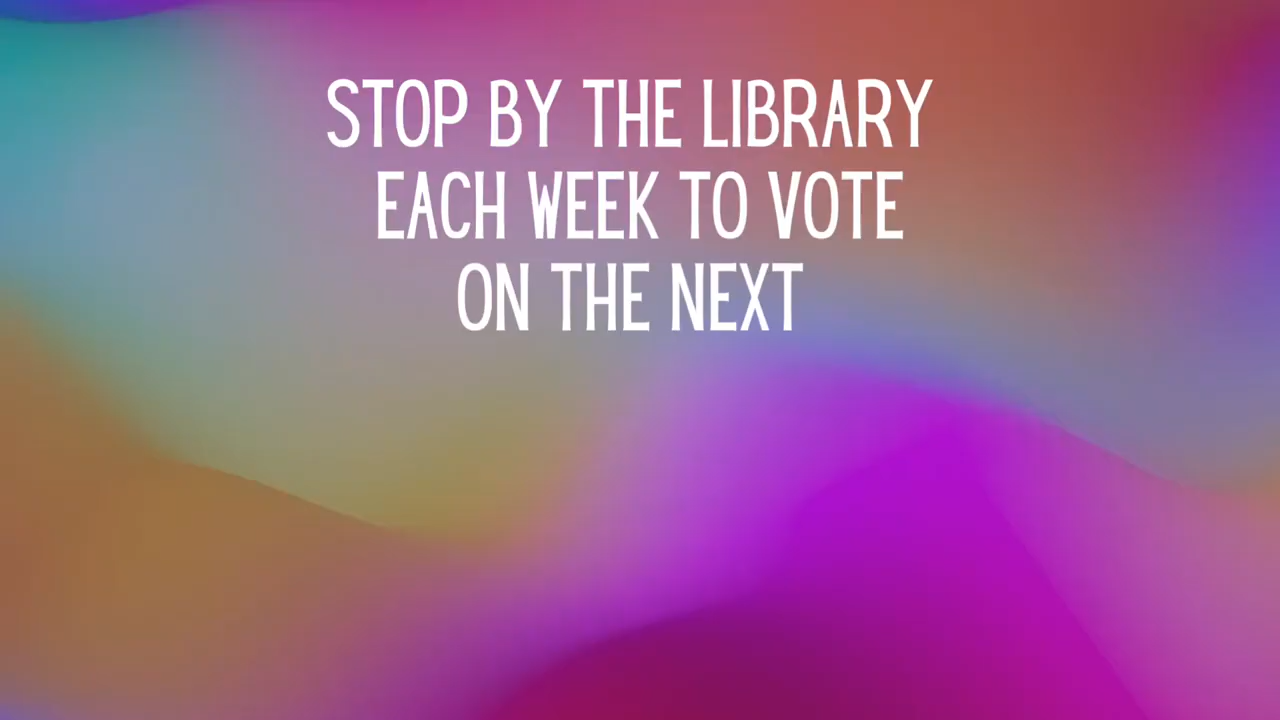 STOP BY THE LIBRARY
EACH WEEK TO VOTE
ON THE NEXT